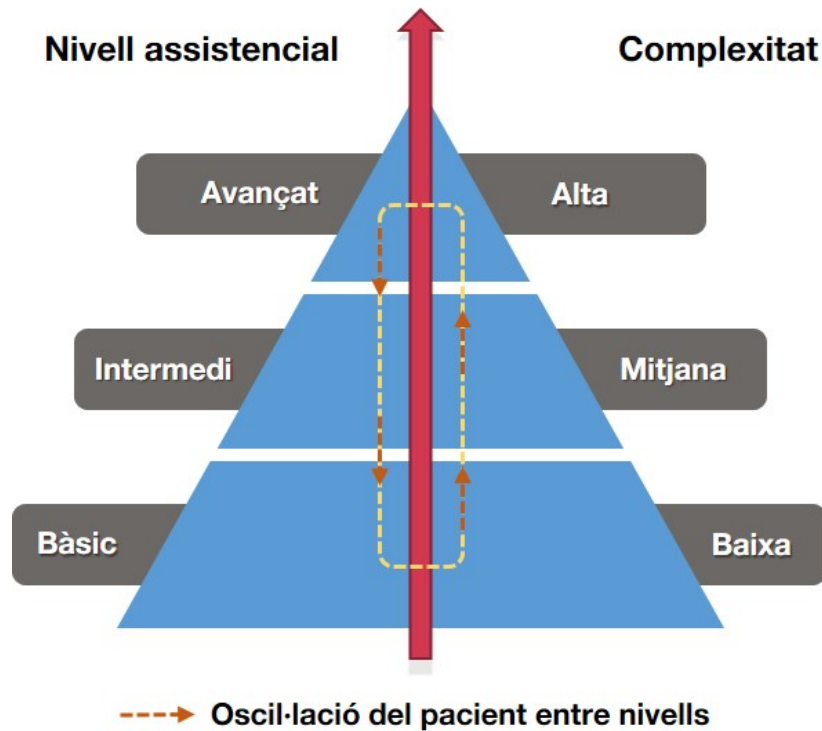 Nivell assistencial
Complexitat
Avançat
Alta
Intermedi
Mitjana
Bàsic
Baixa
Oscil·lació del pacient entre nivells